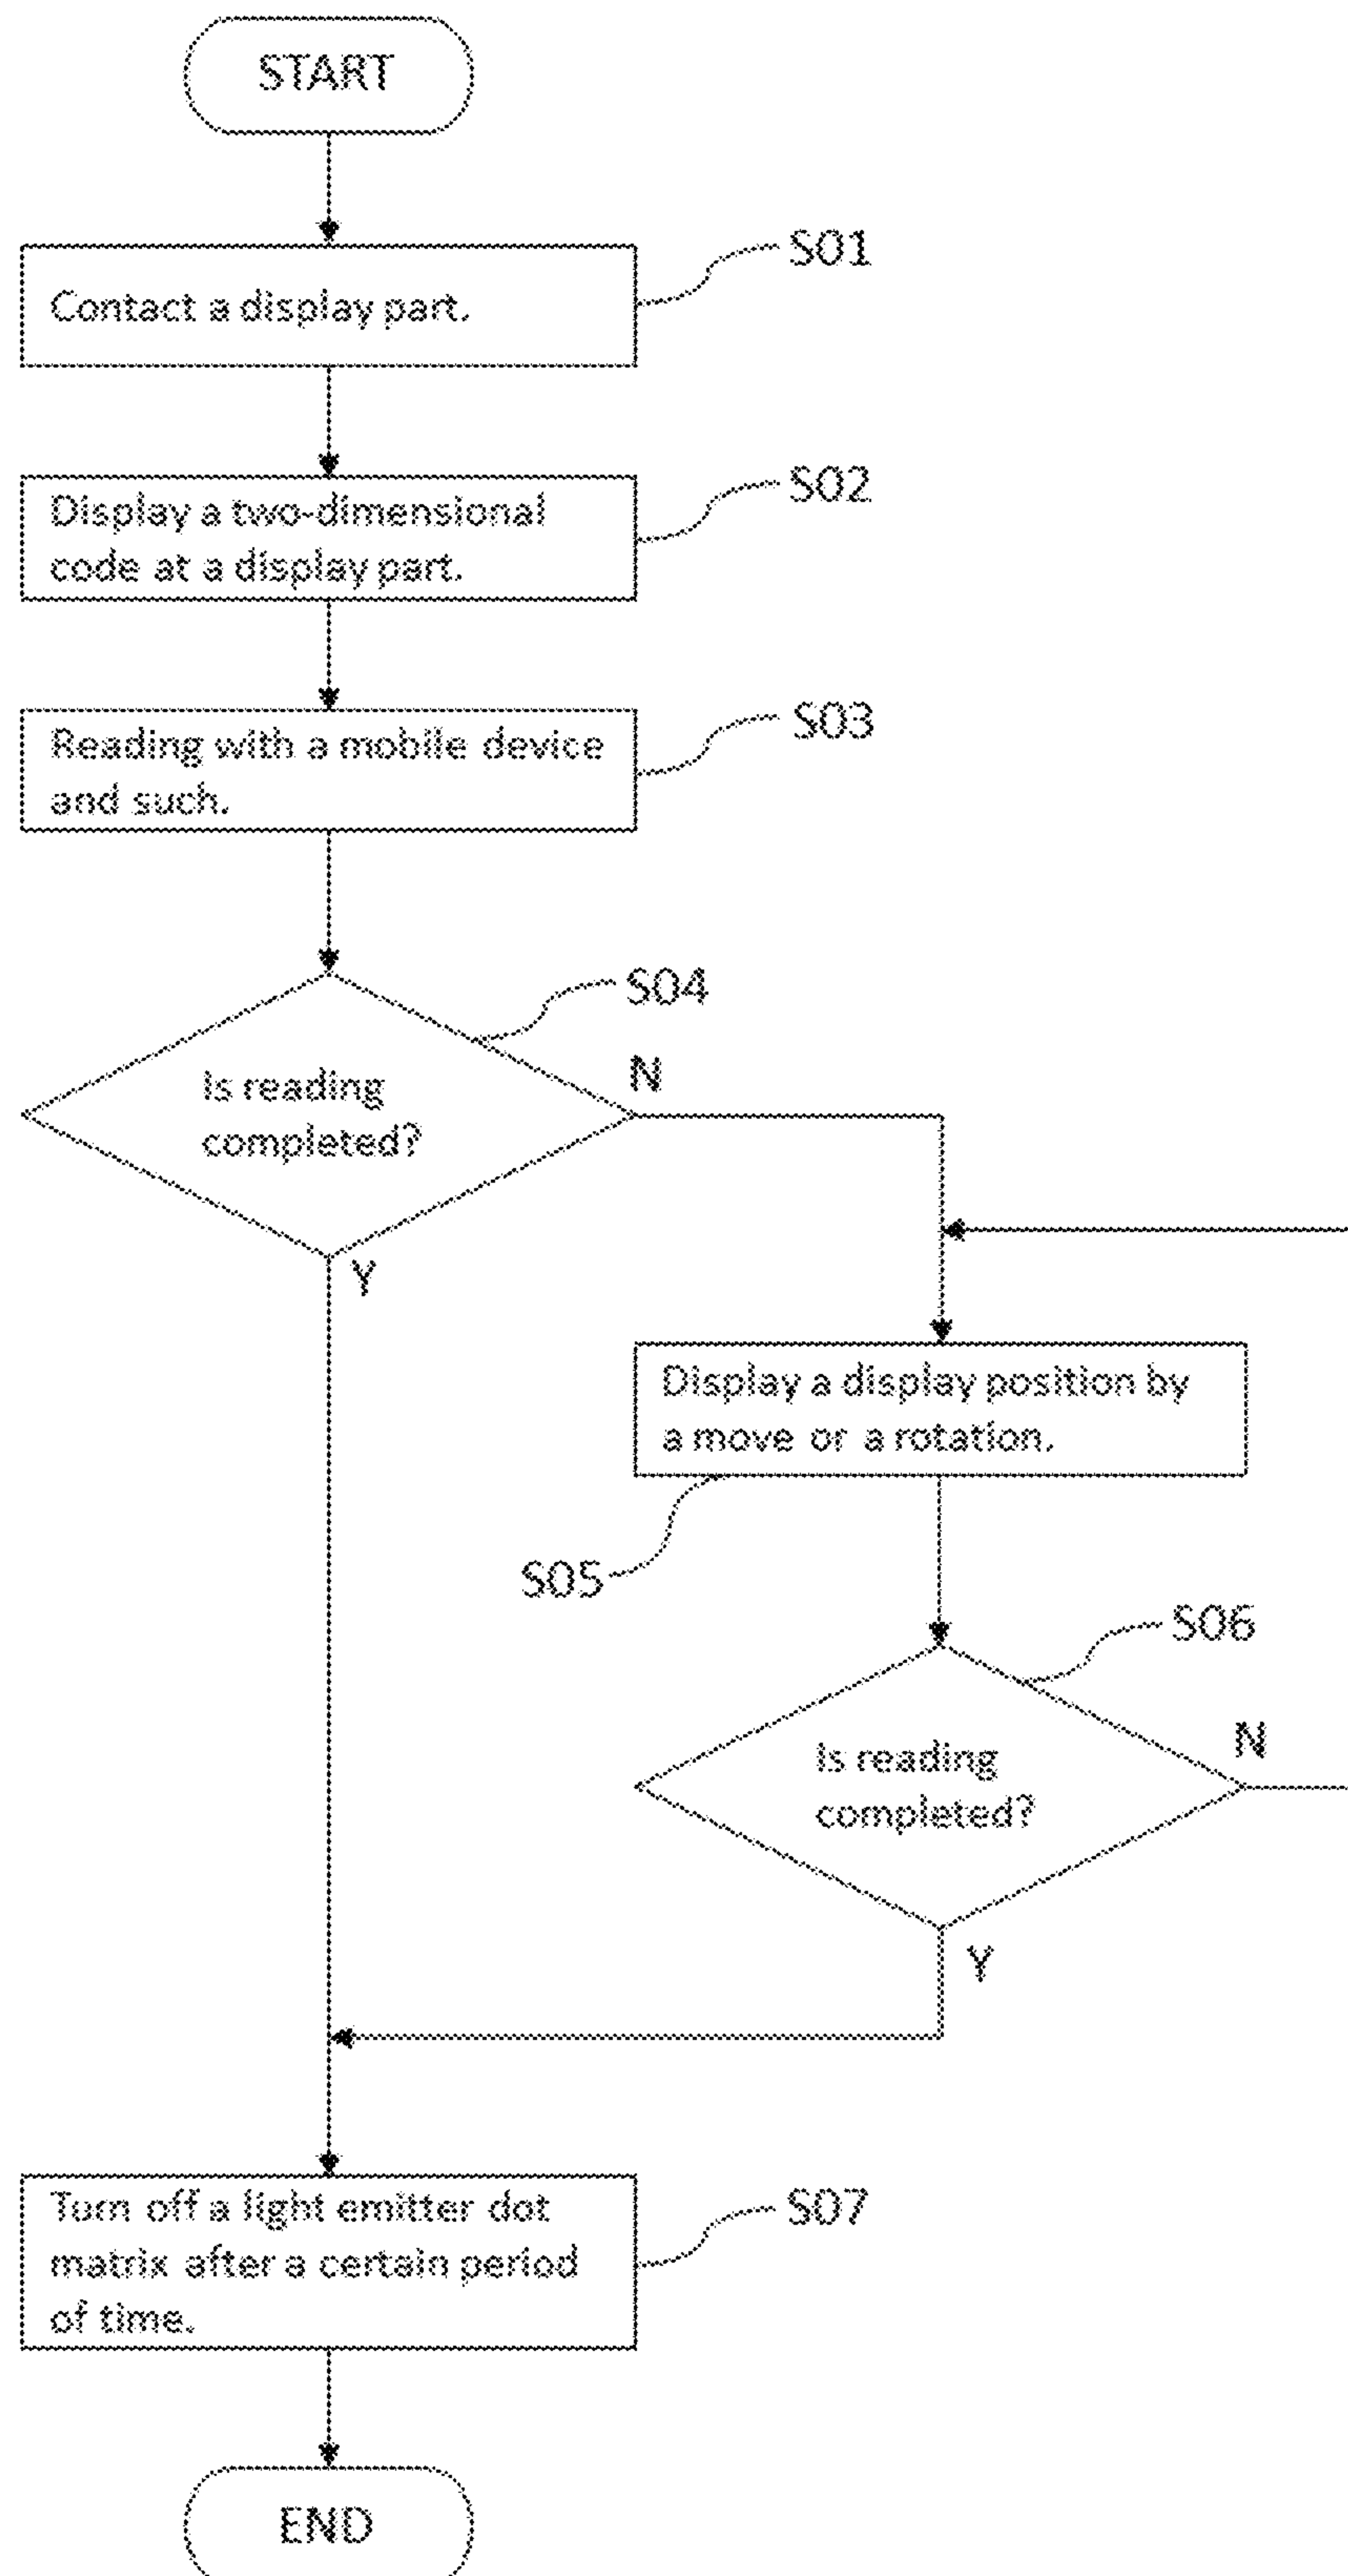 START
Contact a display part.
S01
Display a two-dimensional
code at a display part.
S02
Reading with a mobile device
and such.
S03
S04
Is reading
completed?
N
Y
Display a display position by
a move or a rotation.
S05
S06
Is reading
completed?
N
Y
Turn off a light emitter dot
matrix after a certain period
of time.
S07
END